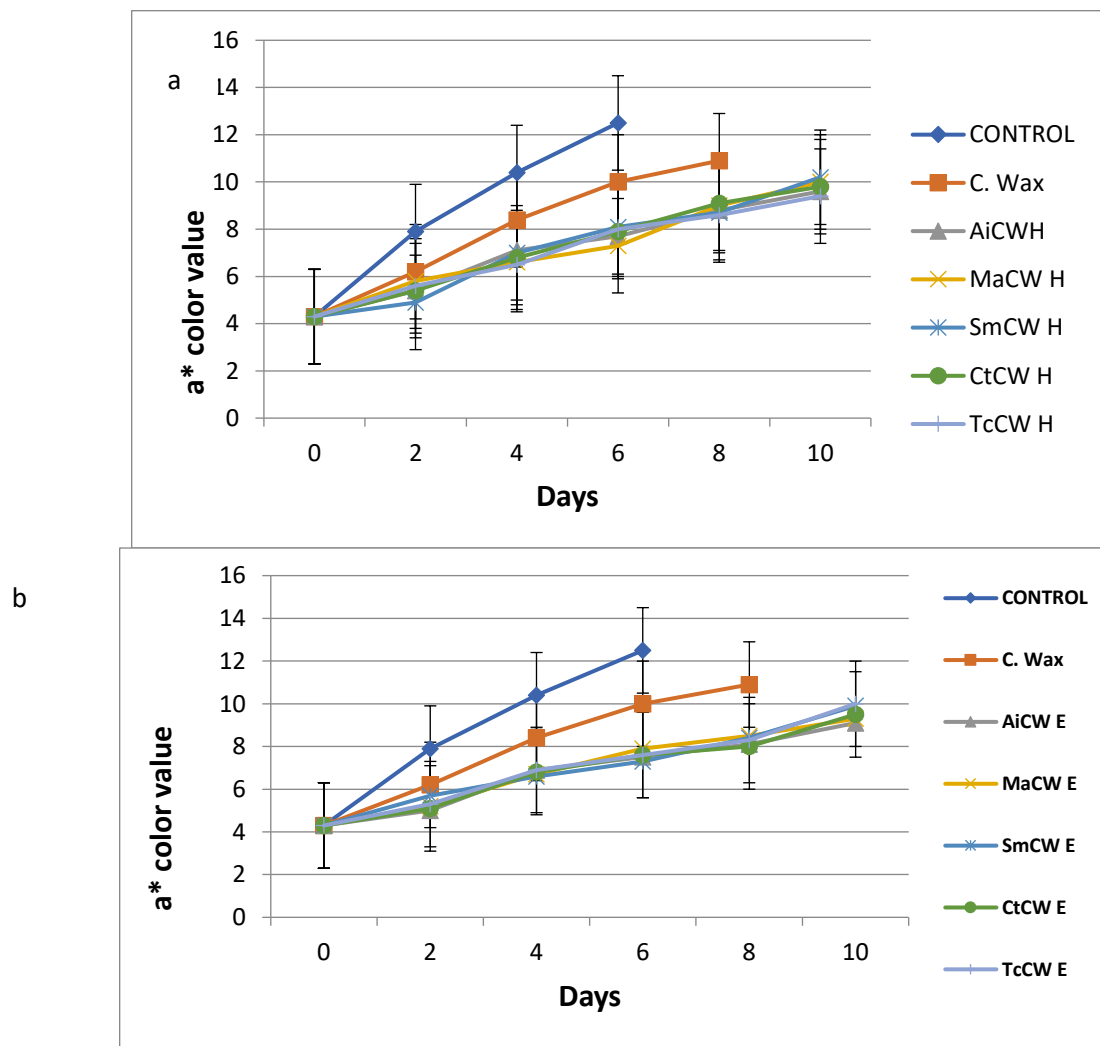 a
16
14
12
10
8
6
4
2
0
a* color value
0 2 4 6 8 10
Days
CONTROL
C. Wax
AiCWH
MaCW H
SmCW H
CtCW H
TcCW H
b
16
14
12
10
8
6
4
2
0
a* color value
0 2 4 6 8 10
Days
CONTROL
C. Wax
AiCW E
MaCW E
SmCW E
CtCW E
TcCW E